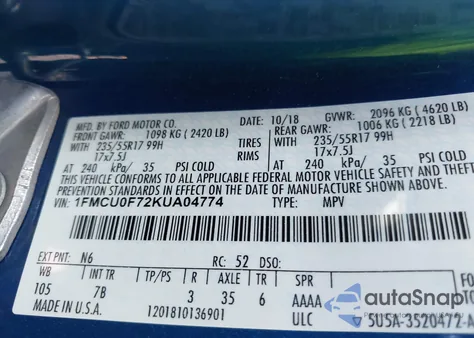 MFD. BY FORD MOTOR CO.
DATE: 10/18 GVWR: 2096 KG ( 4620 LB)
FRONT GAWR: 1098 KG ( 2420 LB) REAR GAWR: 1006 KG ( 2218 LB)
WITH 235/55R17 99H TIRES WITH 235/55R17 99H
17x7.5J RIMS 17x7.5J
AT 240 kPa/ 35 PSI COLD AT 240 kPa/ 35 PSI COLD
THIS VEHICLE CONFORMS TO ALL APPLICABLE FEDERAL MOTOR VEHICLE SAFETY AND
THEFT PREVENTION STANDARDS IN EFFECT ON THE DATE OF MANUFACTURE SHOWN ABOVE.
VIN: 1FMCU0F72KUA04774 TYPE: MPV
EXT PNT: N6 RC: 52 DSO:
WB INT TR TP/PS R AXLE TR SPR
105 7B 3 35 6 AAAA
MADE IN U.S.A. 1201810136901 ULC
5U5A-3520472-A
autoSnap